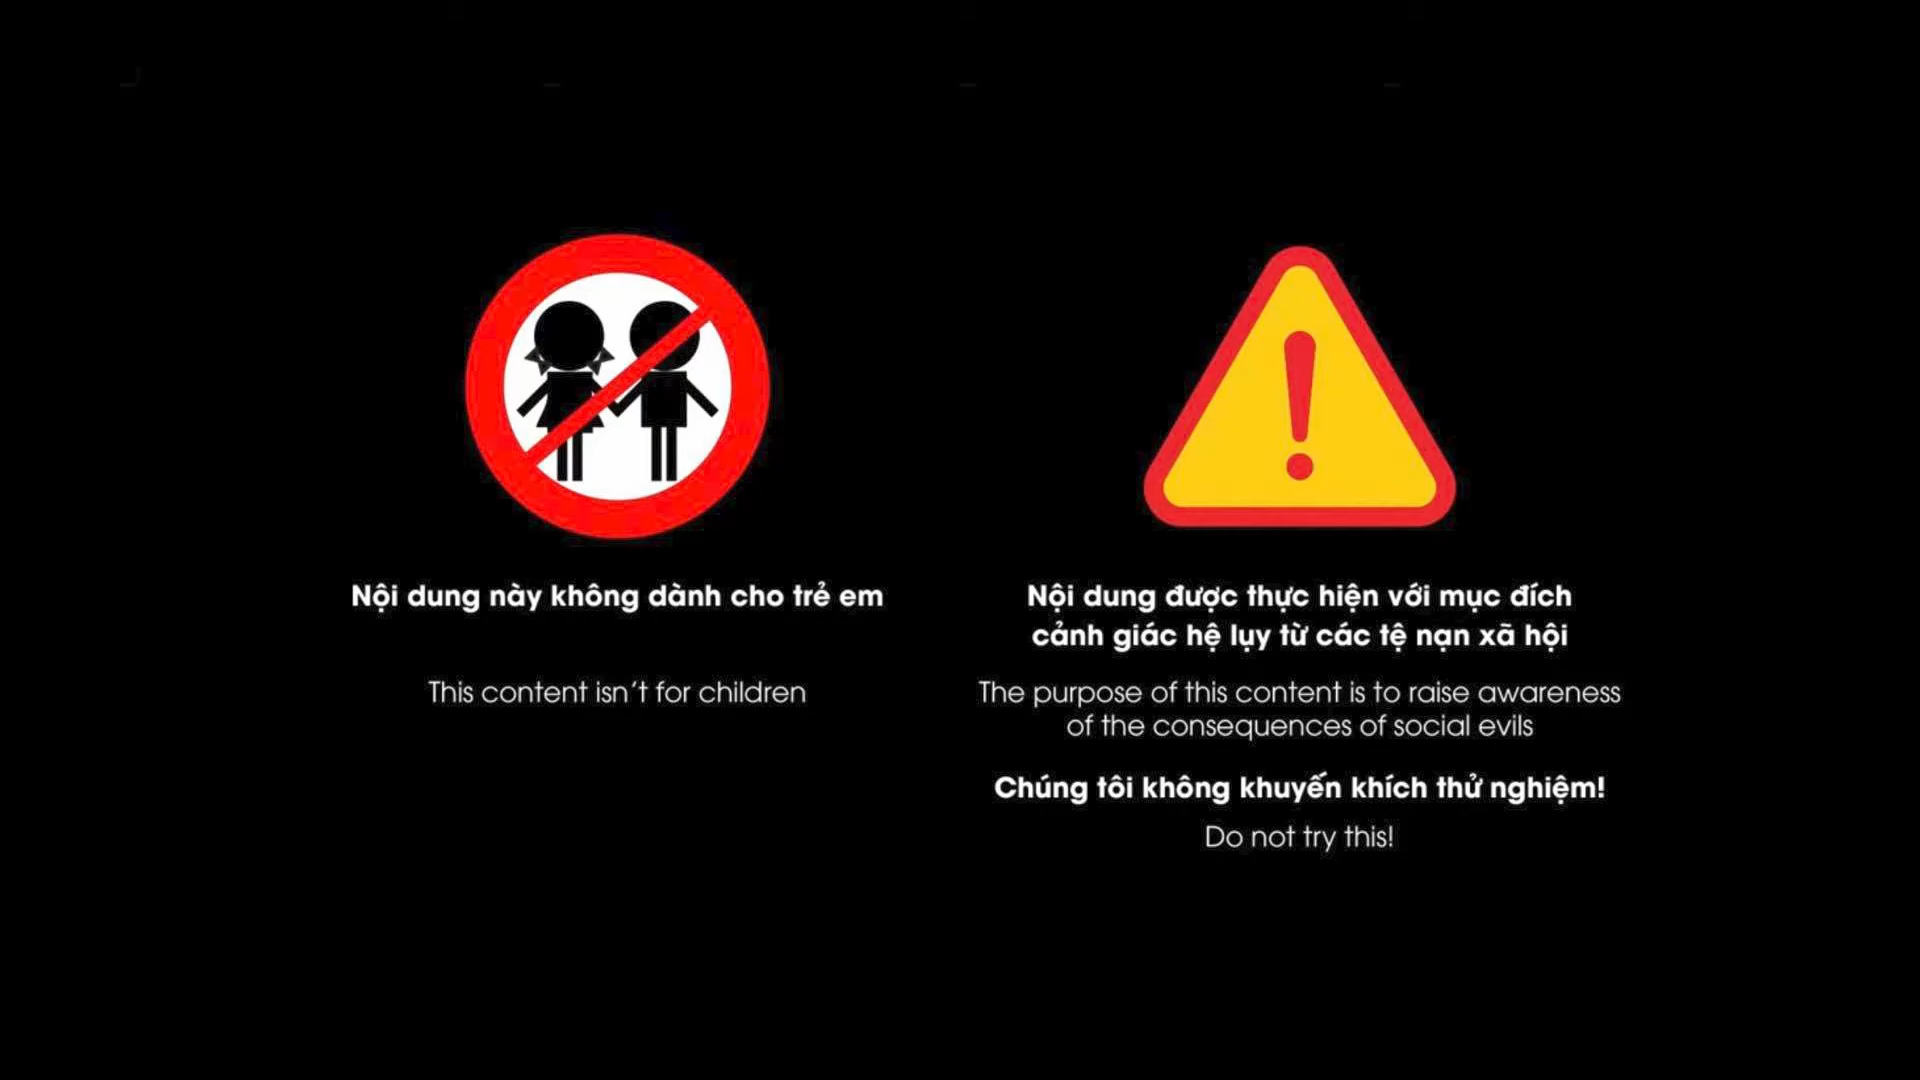 Nội dung này không dành cho trẻ em
This content isn't for children
Nội dung được thực hiện với mục đích
cảnh giác hệ lụy từ các tệ nạn xã hội
The purpose of this content is to raise awareness
of the consequences of social evils
Chúng tôi không khuyến khích thử nghiệm!
Do not try this!